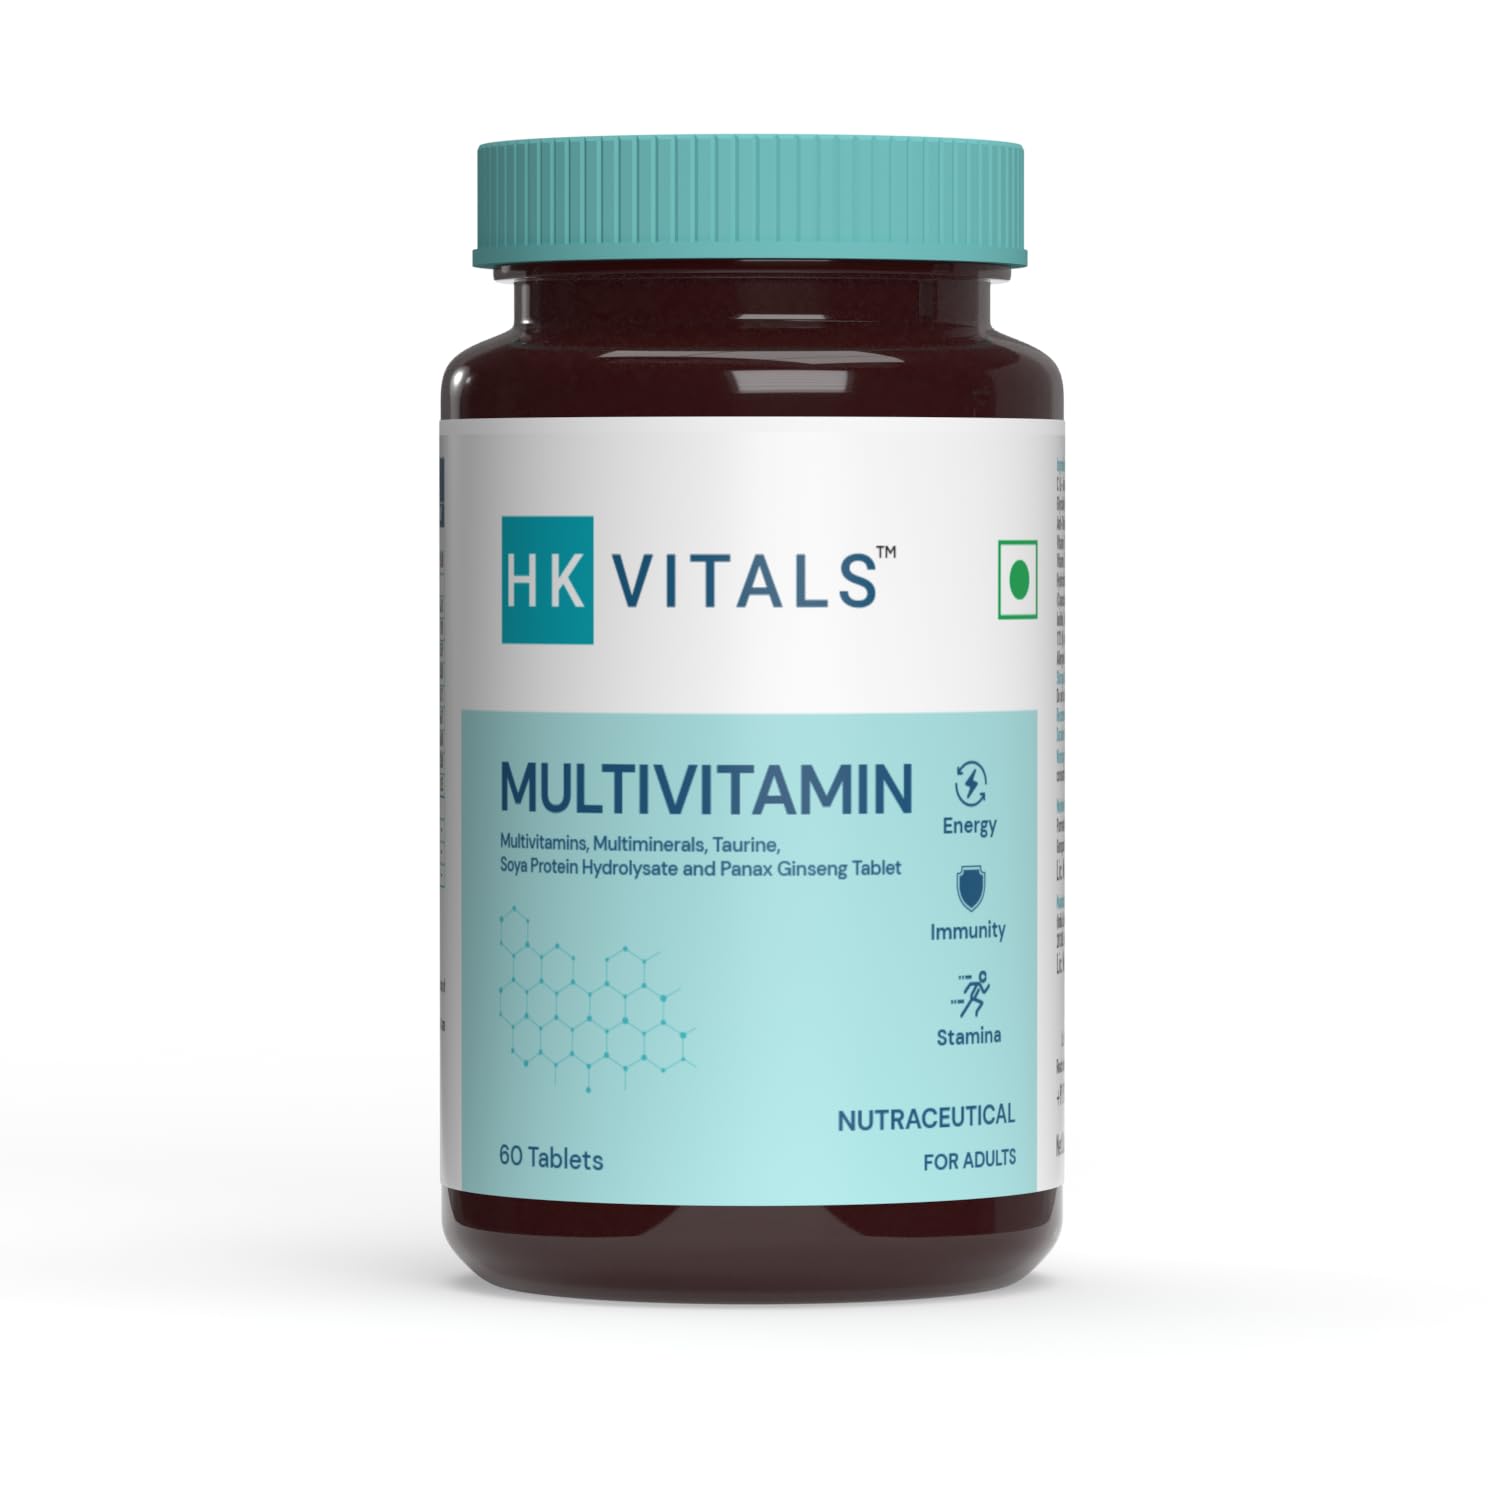 HK VITALS™
MULTIVITAMIN
Multivitamins, Multiminerals, Taurine,
Soya Protein Hydrolysate and Panax Ginseng Tablet
Energy
Immunity
Stamina
NUTRACEUTICAL
60 Tablets
FOR ADULTS